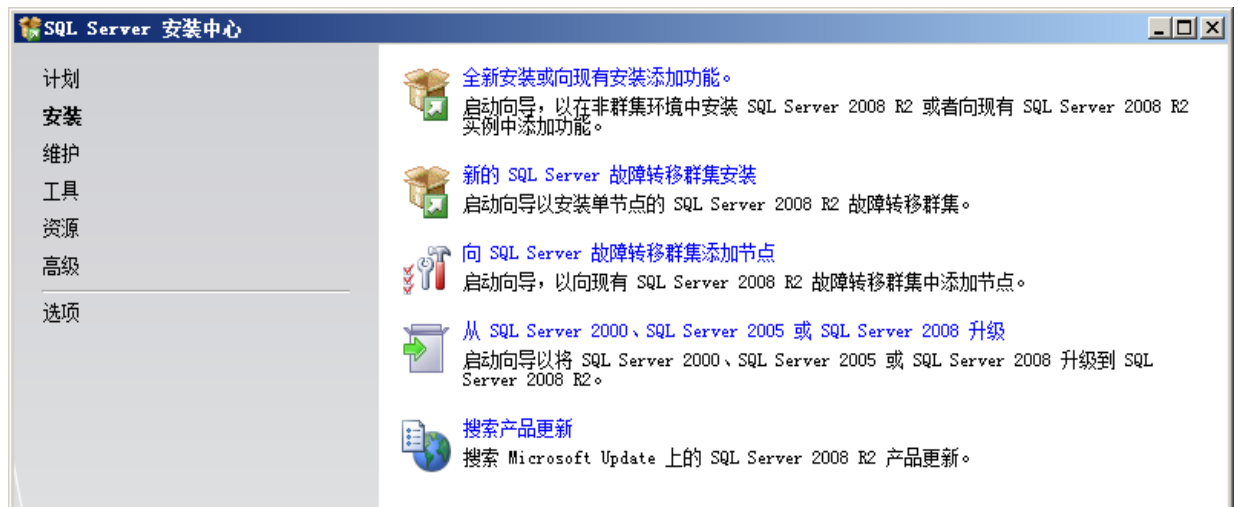 SQL Server 安装中心
计划
安装
维护
工具
资源
高级
选项
全新安装或向现有安装添加功能。
启动向导，以在非群集环境中安装 SQL Server 2008 R2 或者向现有 SQL Server 2008 R2
实例中添加功能。
新的 SQL Server 故障转移群集安装
启动向导以安装单节点的 SQL Server 2008 R2 故障转移群集。
向 SQL Server 故障转移群集添加节点
启动向导，以向现有 SQL Server 2008 R2 故障转移群集中添加节点。
从 SQL Server 2000、SQL Server 2005 或 SQL Server 2008 升级
启动向导以将 SQL Server 2000、SQL Server 2005 或 SQL Server 2008 升级到 SQL
Server 2008 R2。
搜索产品更新
搜索 Microsoft Update 上的 SQL Server 2008 R2 产品更新。